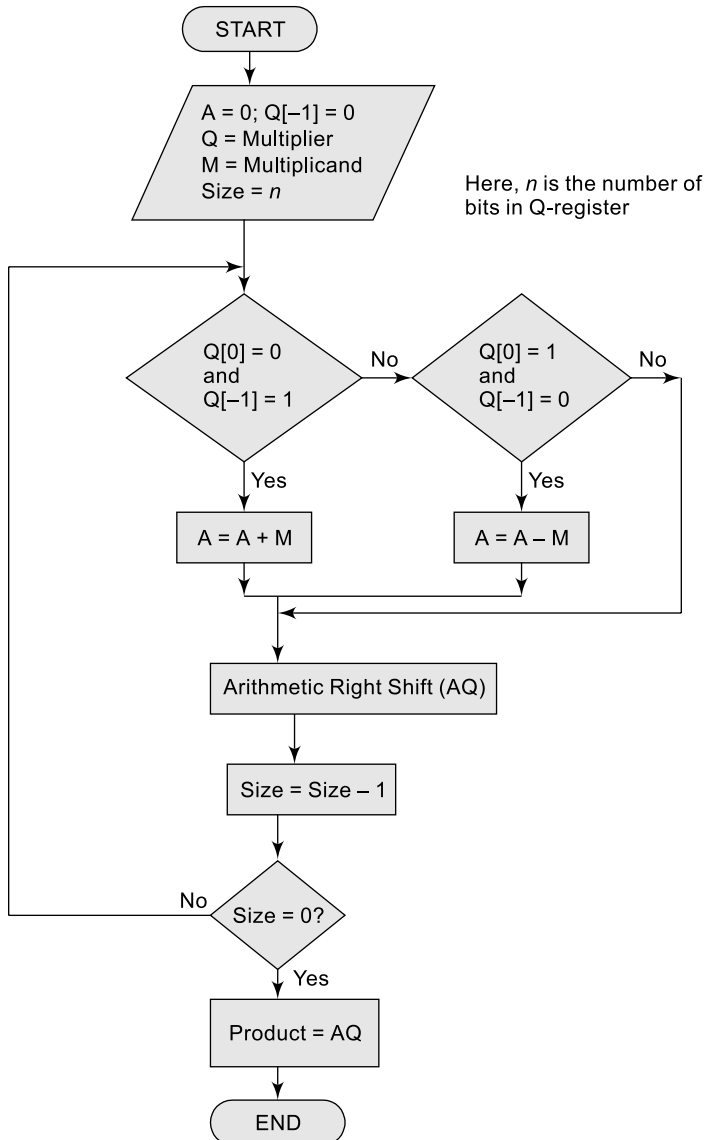 START
A = 0; Q[–1] = 0
Q = Multiplier
M = Multiplicand
Size = n
Here, n is the number of
bits in Q-register
Q[0] = 0
and
Q[–1] = 1
No
Q[0] = 1
and
Q[–1] = 0
No
Yes
Yes
A = A + M
A = A – M
Arithmetic Right Shift (AQ)
Size = Size – 1
No
Size = 0?
Yes
Product = AQ
END